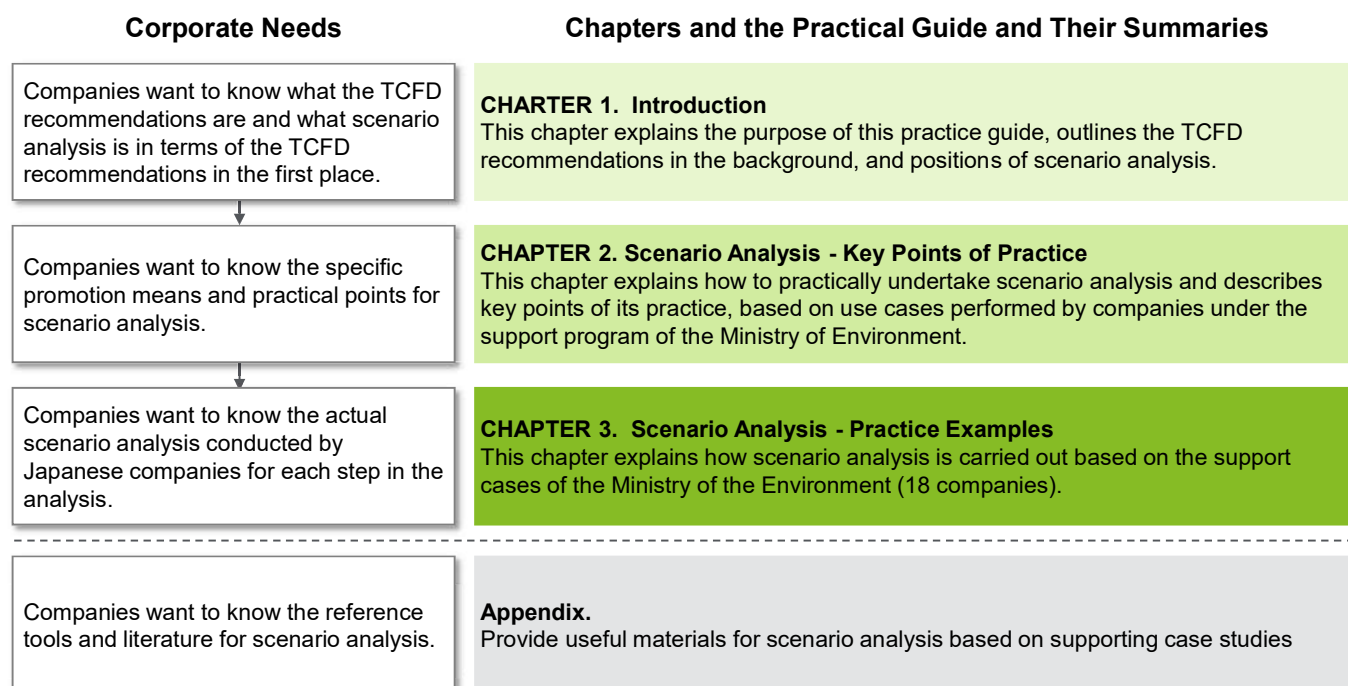 Corporate Needs
Chapters and the Practical Guide and Their Summaries
Companies want to know what the TCFD
recommendations are and what scenario
analysis is in terms of the TCFD
recommendations in the first place.
CHARTER 1.  Introduction
This chapter explains the purpose of this practice guide, outlines the TCFD
recommendations in the background, and positions of scenario analysis.
Companies want to know the specific
promotion means and practical points for
scenario analysis.
CHAPTER 2. Scenario Analysis - Key Points of Practice
This chapter explains how to practically undertake scenario analysis and describes
key points of its practice, based on use cases performed by companies under the
support program of the Ministry of Environment.
Companies want to know the actual
scenario analysis conducted by
Japanese companies for each step in the
analysis.
CHAPTER 3.  Scenario Analysis - Practice Examples
This chapter explains how scenario analysis is carried out based on the support
cases of the Ministry of the Environment (18 companies).
Companies want to know the reference
tools and literature for scenario analysis.
Appendix.
Provide useful materials for scenario analysis based on supporting case studies